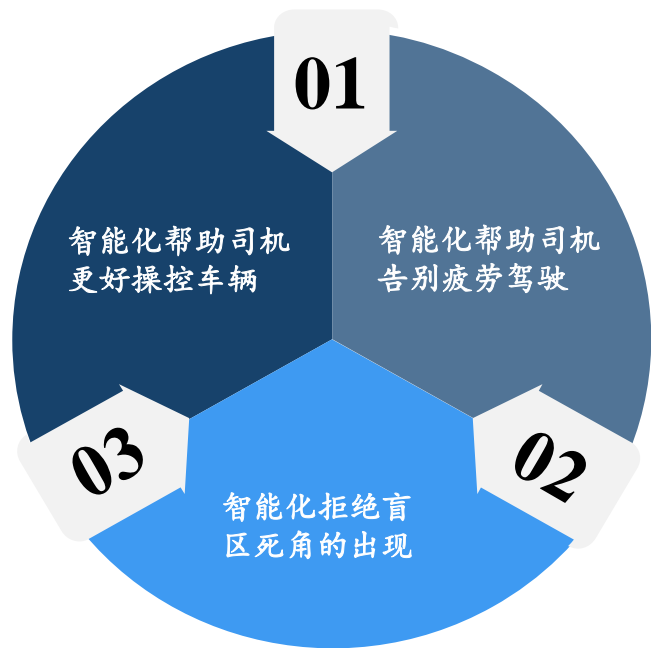 01
智能化帮助司机
更好操控车辆
智能化帮助司机
告别疲劳驾驶
03
02
智能化拒绝盲
区死角的出现